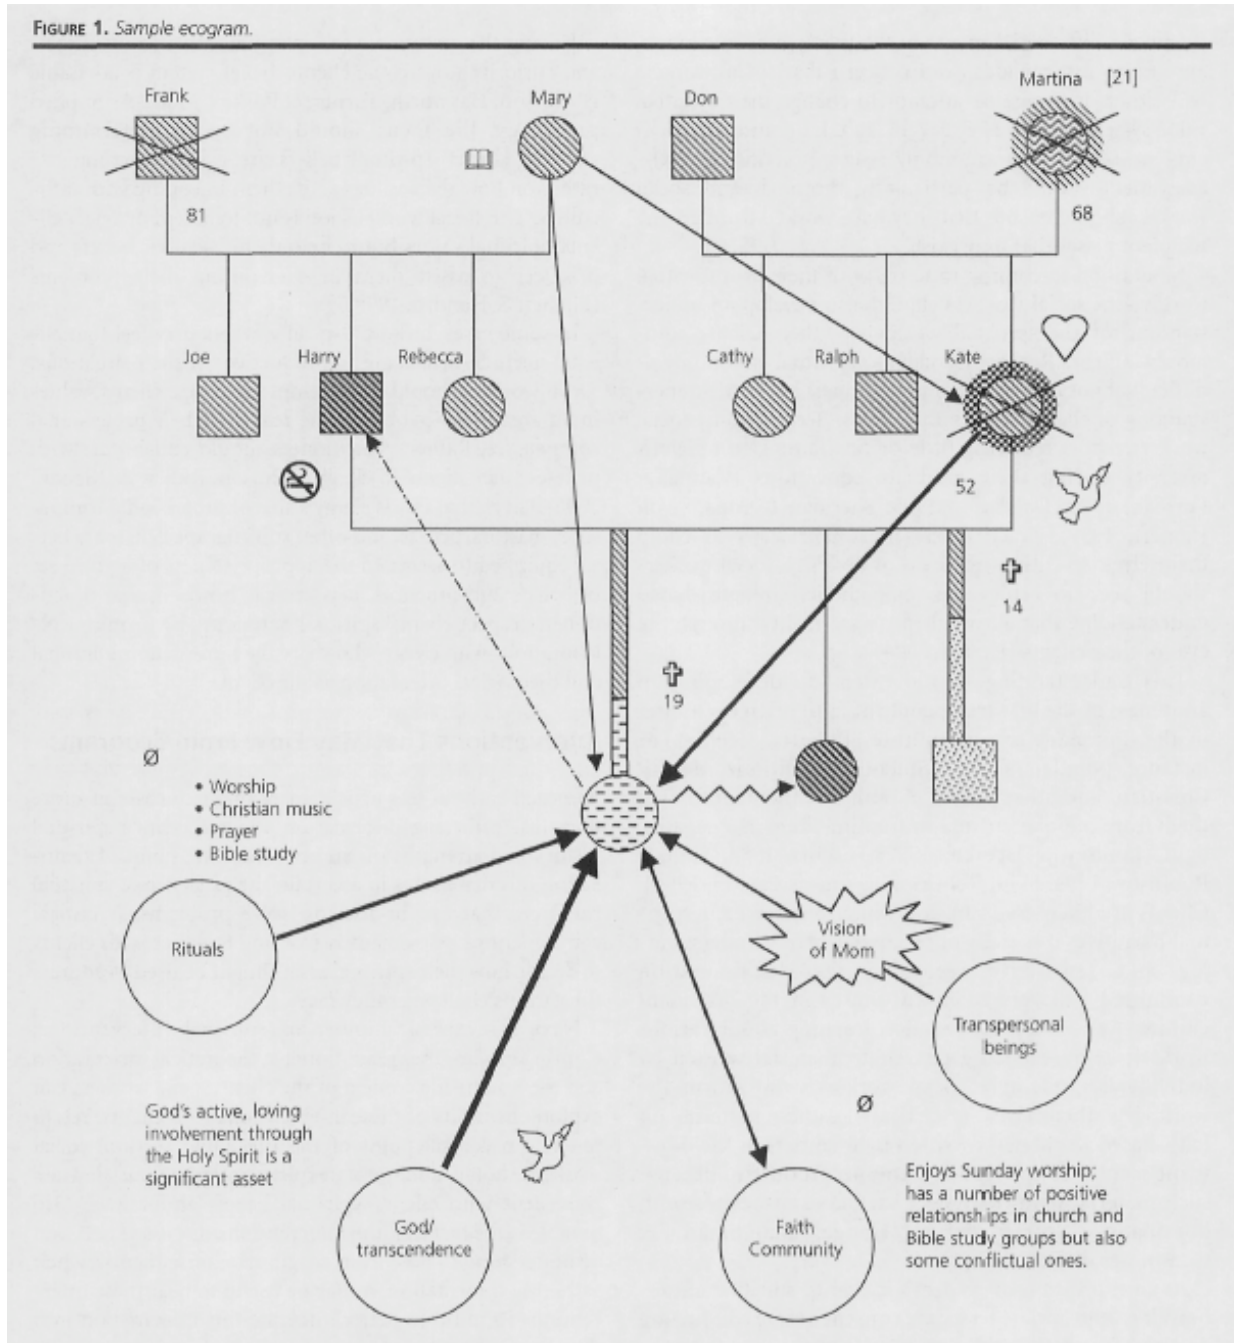 FIGURE 1. Sample ecogram.
Frank
Mary
Don
Martina [21]
81
68
Joe
Harry
Rebecca
Cathy
Ralph
Kate
52
14
19
Ø
• Worship
• Christian music
• Prayer
• Bible study
Rituals
Vision
of Mom
Transpersonal
beings
God's active, loving
involvement through
the Holy Spirit is a
significant asset
God/
transcendence
Faith
Community
Ø
Enjoys Sunday worship;
has a number of positive
relationships in church and
Bible study groups but also
some conflictual ones.